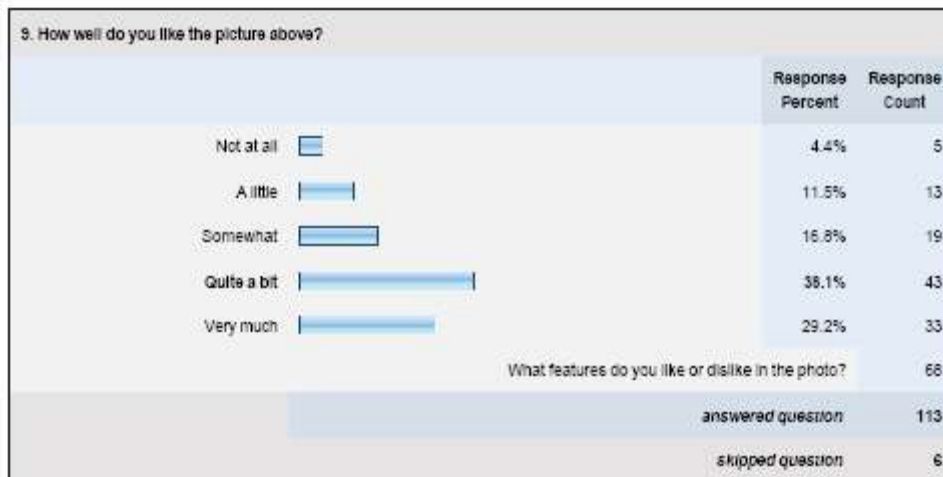 9. How well do you like the picture above?
Response Percent Response Count
Not at all 4.4% 5
A little 11.5% 13
Somewhat 16.8% 19
Quite a bit 38.1% 43
Very much 29.2% 33
What features do you like or dislike in the photo? 68
answered question 113
skipped question 6